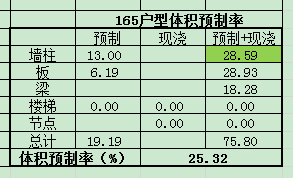 165户型体积预制率
预制 现浇 预制+现浇
墙柱 13.00 28.59
板 6.19 28.93
梁 18.28
楼梯 0.00 0.00 0.00
节点 0.00 0.00
总计 19.19 75.80
体积预制率（%） 25.32